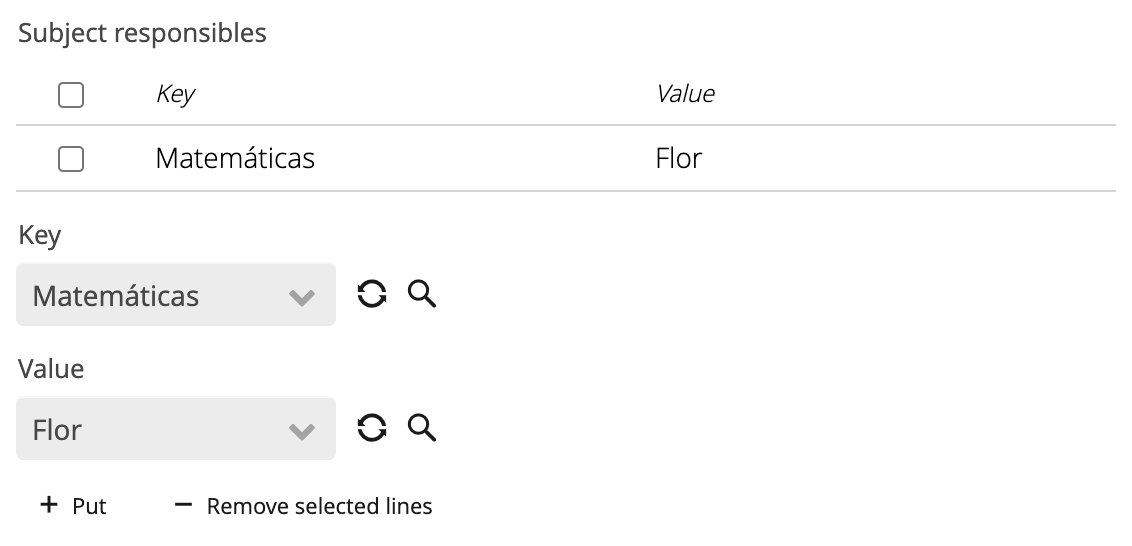 Subject responsibles
Key Value
Matemáticas Flor
Key
Matemáticas
Value
Flor
+ Put − Remove selected lines